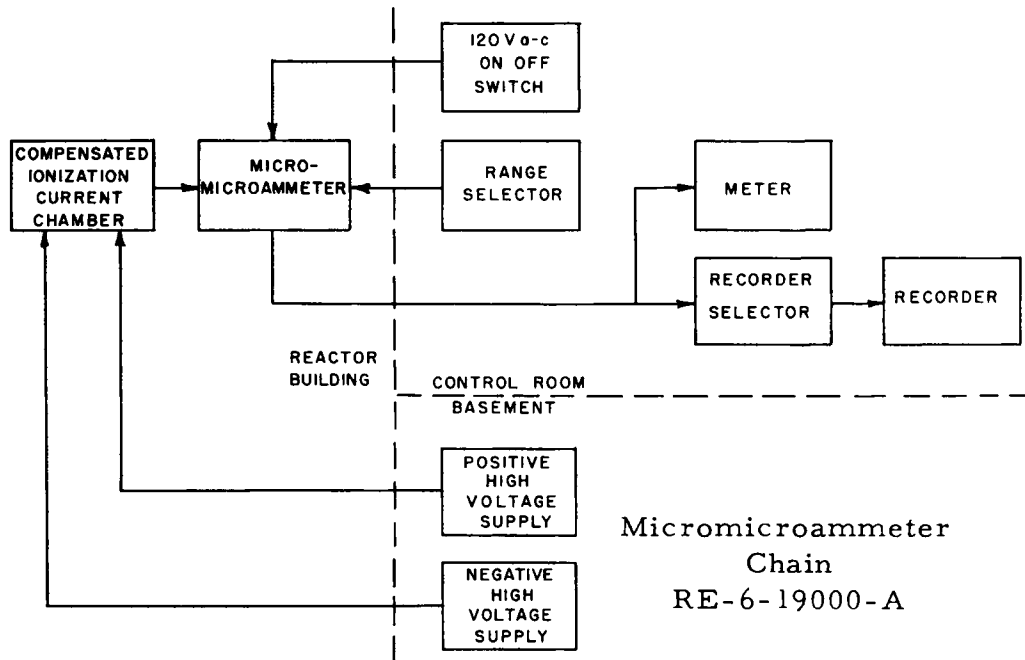 120 V a-c
ON OFF
SWITCH
COMPENSATED
IONIZATION
CURRENT
CHAMBER
MICRO-
MICROAMMETER
RANGE
SELECTOR
METER
RECORDER
SELECTOR
RECORDER
REACTOR
BUILDING
CONTROL ROOM
BASEMENT
POSITIVE
HIGH
VOLTAGE
SUPPLY
NEGATIVE
HIGH
VOLTAGE
SUPPLY
Micromicroammeter
Chain
RE-6-19000-A